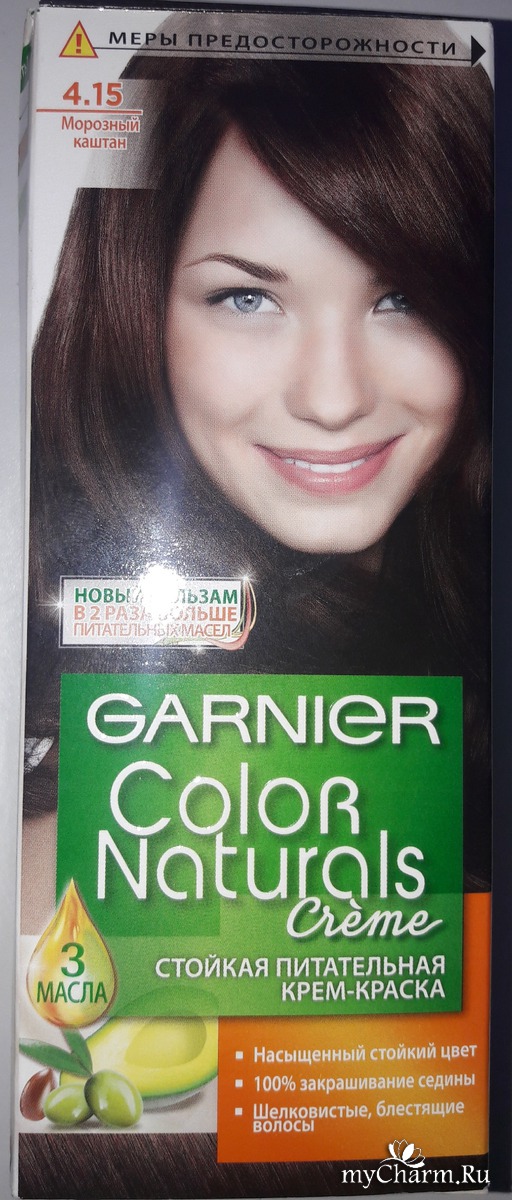 МЕРЫ ПРЕДОСТОРОЖНОСТИ
4.15
Морозный
каштан
НОВЫЙ БАЛЬЗАМ
В 2 РАЗА БОЛЬШЕ
ПИТАТЕЛЬНЫХ МАСЕЛ
GARNIER
Color
Naturals
Crème
3
МАСЛА
СТОЙКАЯ ПИТАТЕЛЬНАЯ
КРЕМ-КРАСКА
▪ Насыщенный стойкий цвет
▪ 100% закрашивание седины
▪ Шелковистые, блестящие
волосы
myCharm.Ru